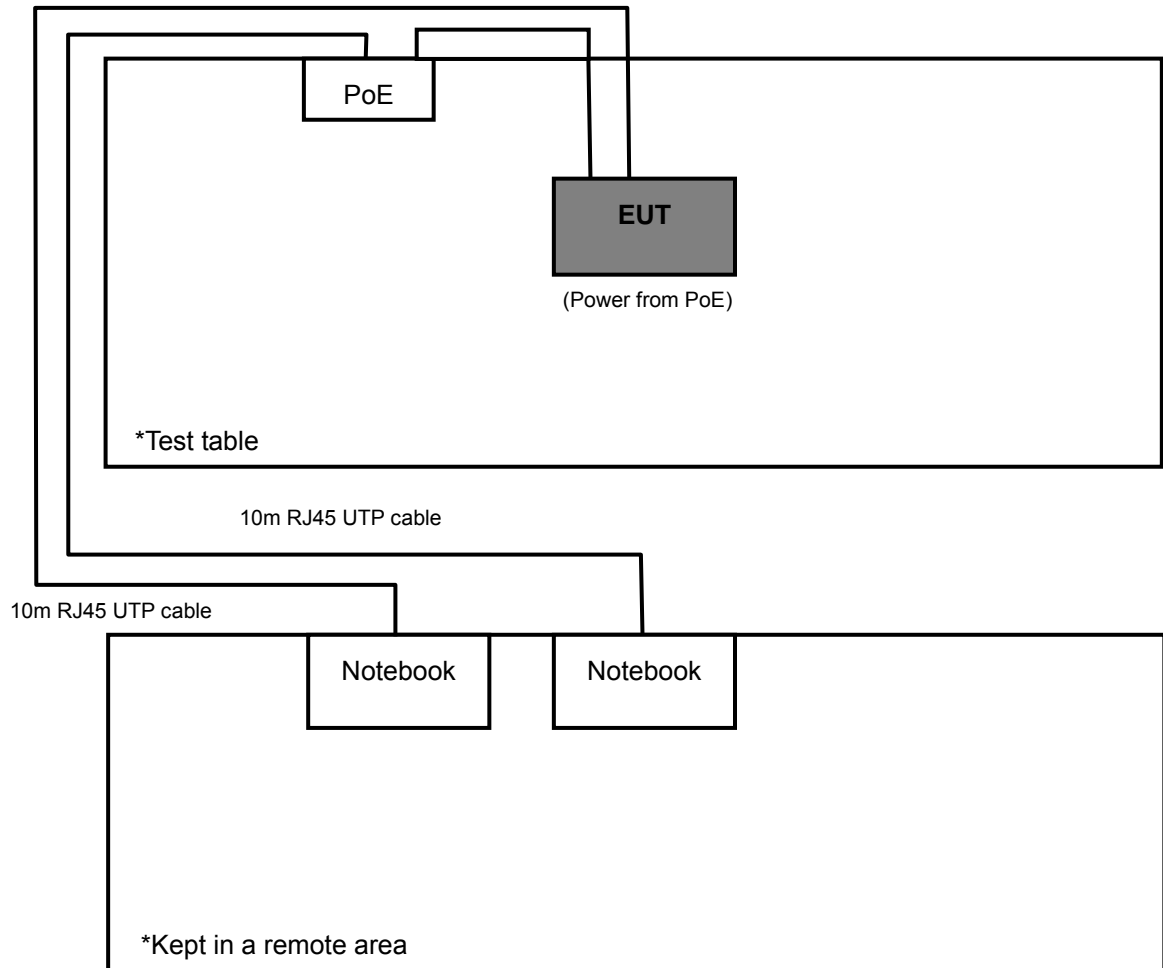 PoE
EUT
(Power from PoE)
*Test table
10m RJ45 UTP cable
10m RJ45 UTP cable
Notebook
Notebook
*Kept in a remote area